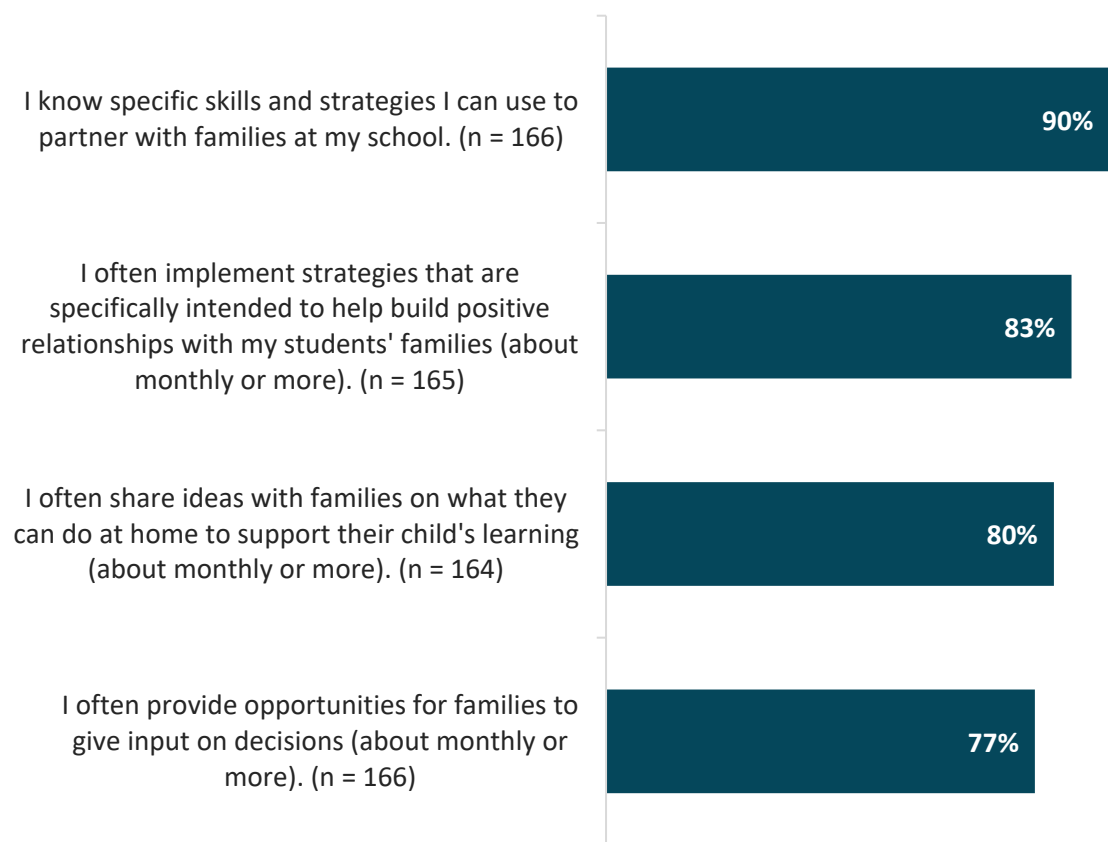 I know specific skills and strategies I can use to
partner with families at my school. (n = 166)
90%
I often implement strategies that are
specifically intended to help build positive
relationships with my students' families (about
monthly or more). (n = 165)
83%
I often share ideas with families on what they
can do at home to support their child's learning
(about monthly or more). (n = 164)
80%
I often provide opportunities for families to
give input on decisions (about monthly or
more). (n = 166)
77%